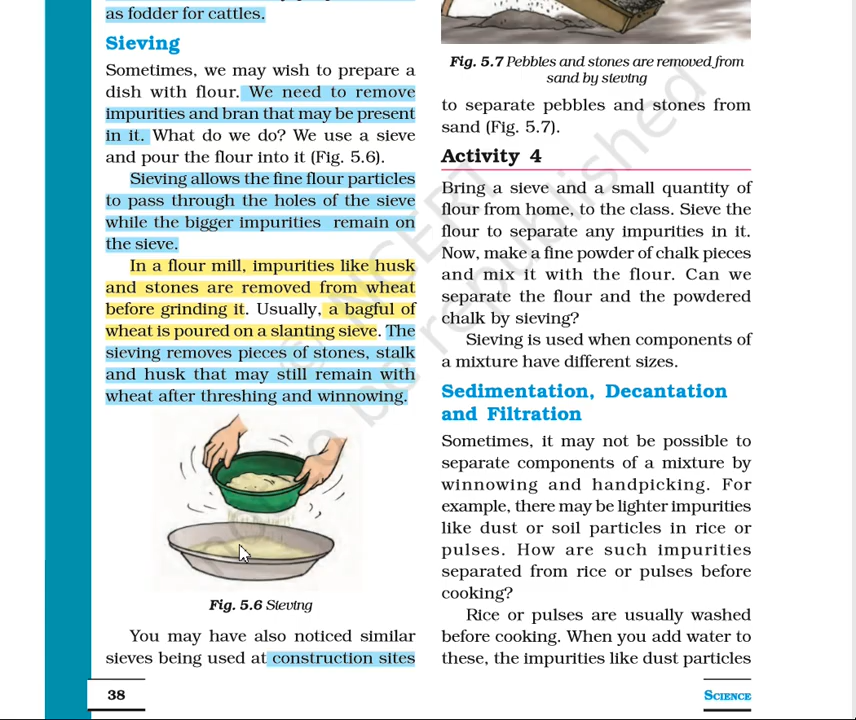 as fodder for cattles.
Sieving
Sometimes, we may wish to prepare a
dish with flour. We need to remove
impurities and bran that may be present
in it. What do we do? We use a sieve
and pour the flour into it (Fig. 5.6).
Sieving allows the fine flour particles
to pass through the holes of the sieve
while the bigger impurities remain on
the sieve.
In a flour mill, impurities like husk
and stones are removed from wheat
before grinding it. Usually, a bagful of
wheat is poured on a slanting sieve. The
sieving removes pieces of stones, stalk
and husk that may still remain with
wheat after threshing and winnowing.
Fig. 5.6 Sieving
You may have also noticed similar
sieves being used at construction sites
Fig. 5.7 Pebbles and stones are removed from
sand by sieving
to separate pebbles and stones from
sand (Fig. 5.7).
Activity 4
Bring a sieve and a small quantity of
flour from home, to the class. Sieve the
flour to separate any impurities in it.
Now, make a fine powder of chalk pieces
and mix it with the flour. Can we
separate the flour and the powdered
chalk by sieving?
Sieving is used when components of
a mixture have different sizes.
Sedimentation, Decantation
and Filtration
Sometimes, it may not be possible to
separate components of a mixture by
winnowing and handpicking. For
example, there may be lighter impurities
like dust or soil particles in rice or
pulses. How are such impurities
separated from rice or pulses before
cooking?
Rice or pulses are usually washed
before cooking. When you add water to
these, the impurities like dust particles
38
SCIENCE
© NCERT
not to be republished